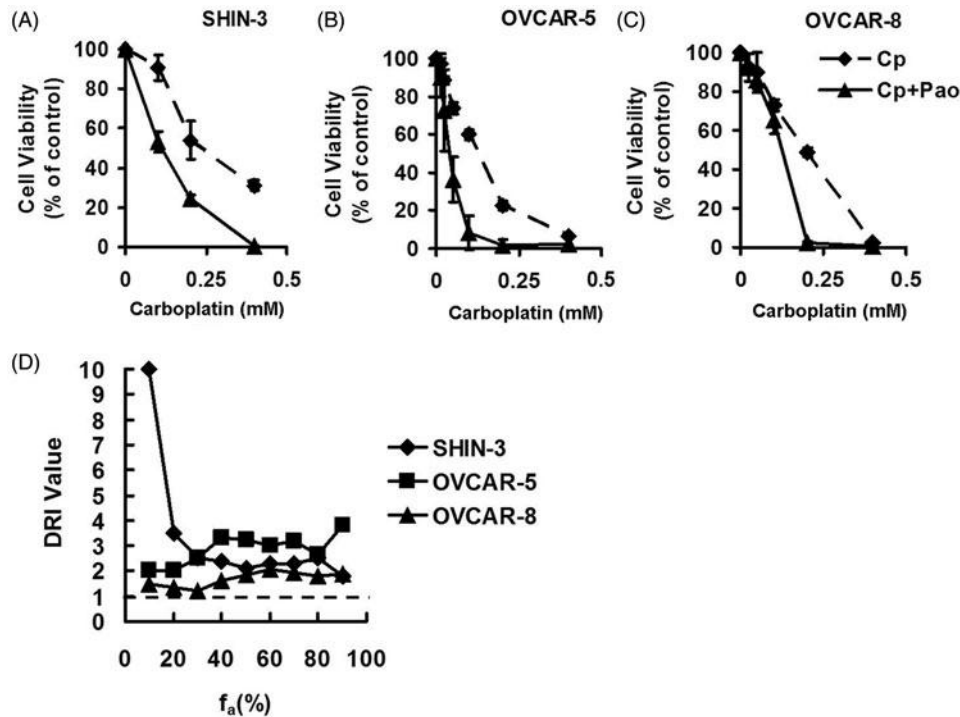 (A)
SHIN-3
Cell Viability
(% of control)
100
80
60
40
20
0
0
0.25
0.5
Carboplatin (mM)
(B)
OVCAR-5
Cell Viability
(% of control)
100
80
60
40
20
0
0
0.25
0.5
Carboplatin (mM)
(C)
OVCAR-8
Cell Viability
(% of control)
100
80
60
40
20
0
0
0.25
0.5
Carboplatin (mM)
Cp
Cp+Pao
(D)
DRI Value
10
9
8
7
6
5
4
3
2
1
0
0
20
40
60
80
100
fa(%)
SHIN-3
OVCAR-5
OVCAR-8